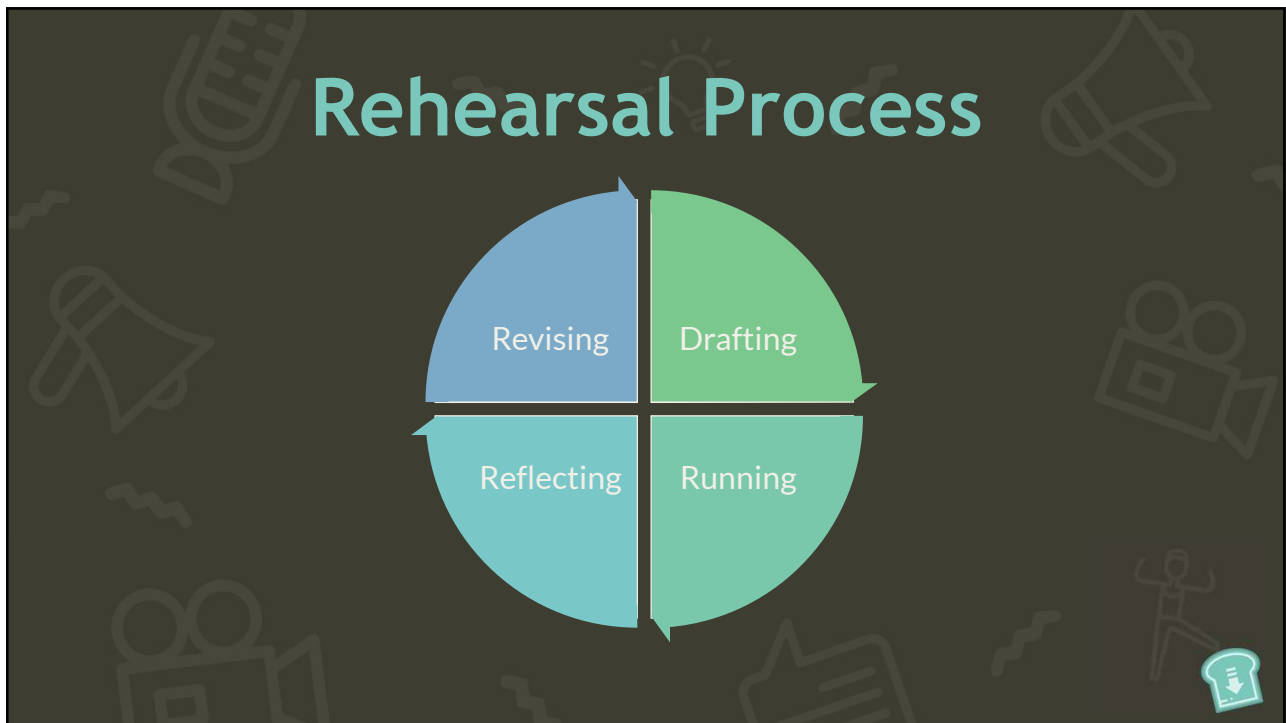 Rehearsal Process
Revising
Drafting
Reflecting
Running